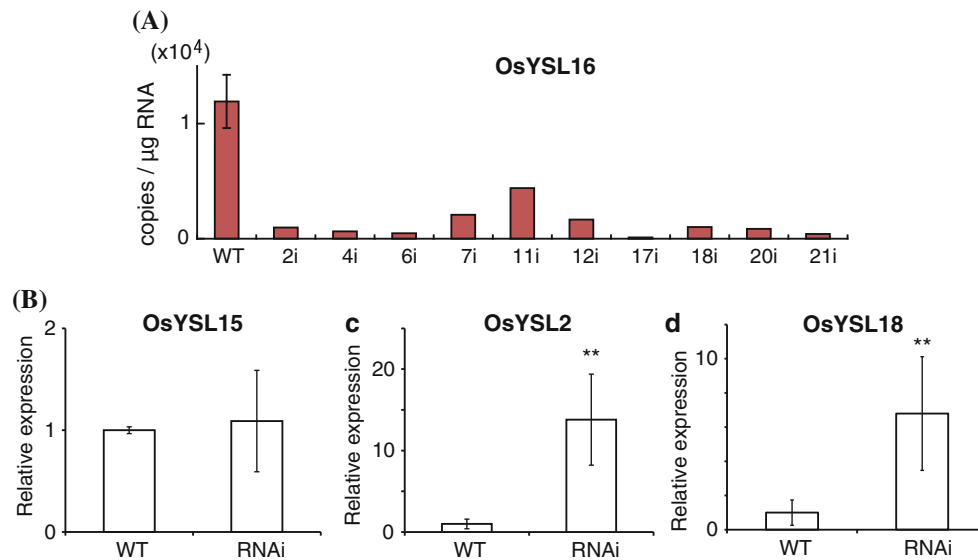 (A)
(x10⁴)
OsYSL16
copies / µg RNA
1
0
WT 2i 4i 6i 7i 11i 12i 17i 18i 20i 21i
(B)
OsYSL15
Relative expression
2
1
0
WT RNAi
c
OsYSL2
Relative expression
20
10
0
**
WT RNAi
d
OsYSL18
Relative expression
10
0
**
WT RNAi